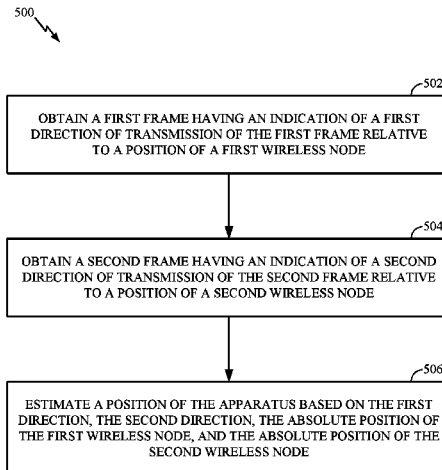 500
502
OBTAIN A FIRST FRAME HAVING AN INDICATION OF A FIRST
DIRECTION OF TRANSMISSION OF THE FIRST FRAME RELATIVE
TO A POSITION OF A FIRST WIRELESS NODE
504
OBTAIN A SECOND FRAME HAVING AN INDICATION OF A SECOND
DIRECTION OF TRANSMISSION OF THE SECOND FRAME RELATIVE
TO A POSITION OF A SECOND WIRELESS NODE
506
ESTIMATE A POSITION OF THE APPARATUS BASED ON THE FIRST
DIRECTION, THE SECOND DIRECTION, THE ABSOLUTE POSITION OF
THE FIRST WIRELESS NODE, AND THE ABSOLUTE POSITION OF THE
SECOND WIRELESS NODE